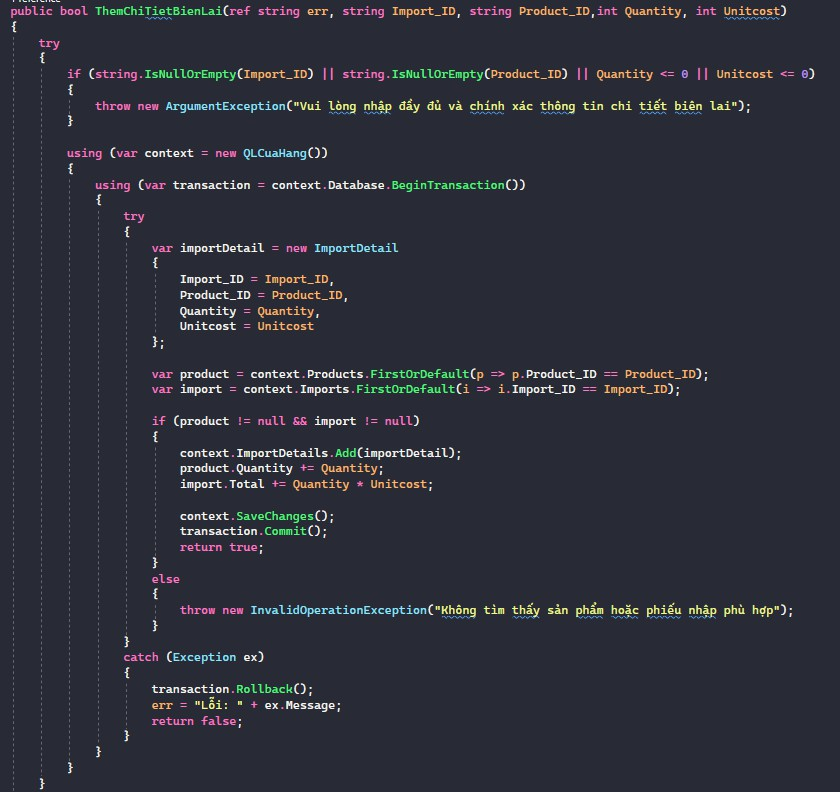 public bool ThemChiTietBienLai(ref string err, string Import_ID, string Product_ID,int Quantity, int Unitcost)
{
try
{
if (string.IsNullOrEmpty(Import_ID) || string.IsNullOrEmpty(Product_ID) || Quantity <= 0 || Unitcost <= 0)
{
throw new ArgumentException("Vui lòng nhập đầy đủ và chính xác thông tin chi tiết biên lai");
}
using (var context = new QLCuaHang())
{
using (var transaction = context.Database.BeginTransaction())
{
try
{
var importDetail = new ImportDetail
{
Import_ID = Import_ID,
Product_ID = Product_ID,
Quantity = Quantity,
Unitcost = Unitcost
};
var product = context.Products.FirstOrDefault(p => p.Product_ID == Product_ID);
var import = context.Imports.FirstOrDefault(i => i.Import_ID == Import_ID);
if (product != null && import != null)
{
context.ImportDetails.Add(importDetail);
product.Quantity += Quantity;
import.Total += Quantity * Unitcost;
context.SaveChanges();
transaction.Commit();
return true;
}
else
{
throw new InvalidOperationException("Không tìm thấy sản phẩm hoặc phiếu nhập phù hợp");
}
}
catch (Exception ex)
{
transaction.Rollback();
err = "Lỗi: " + ex.Message;
return false;
}
}
}
}